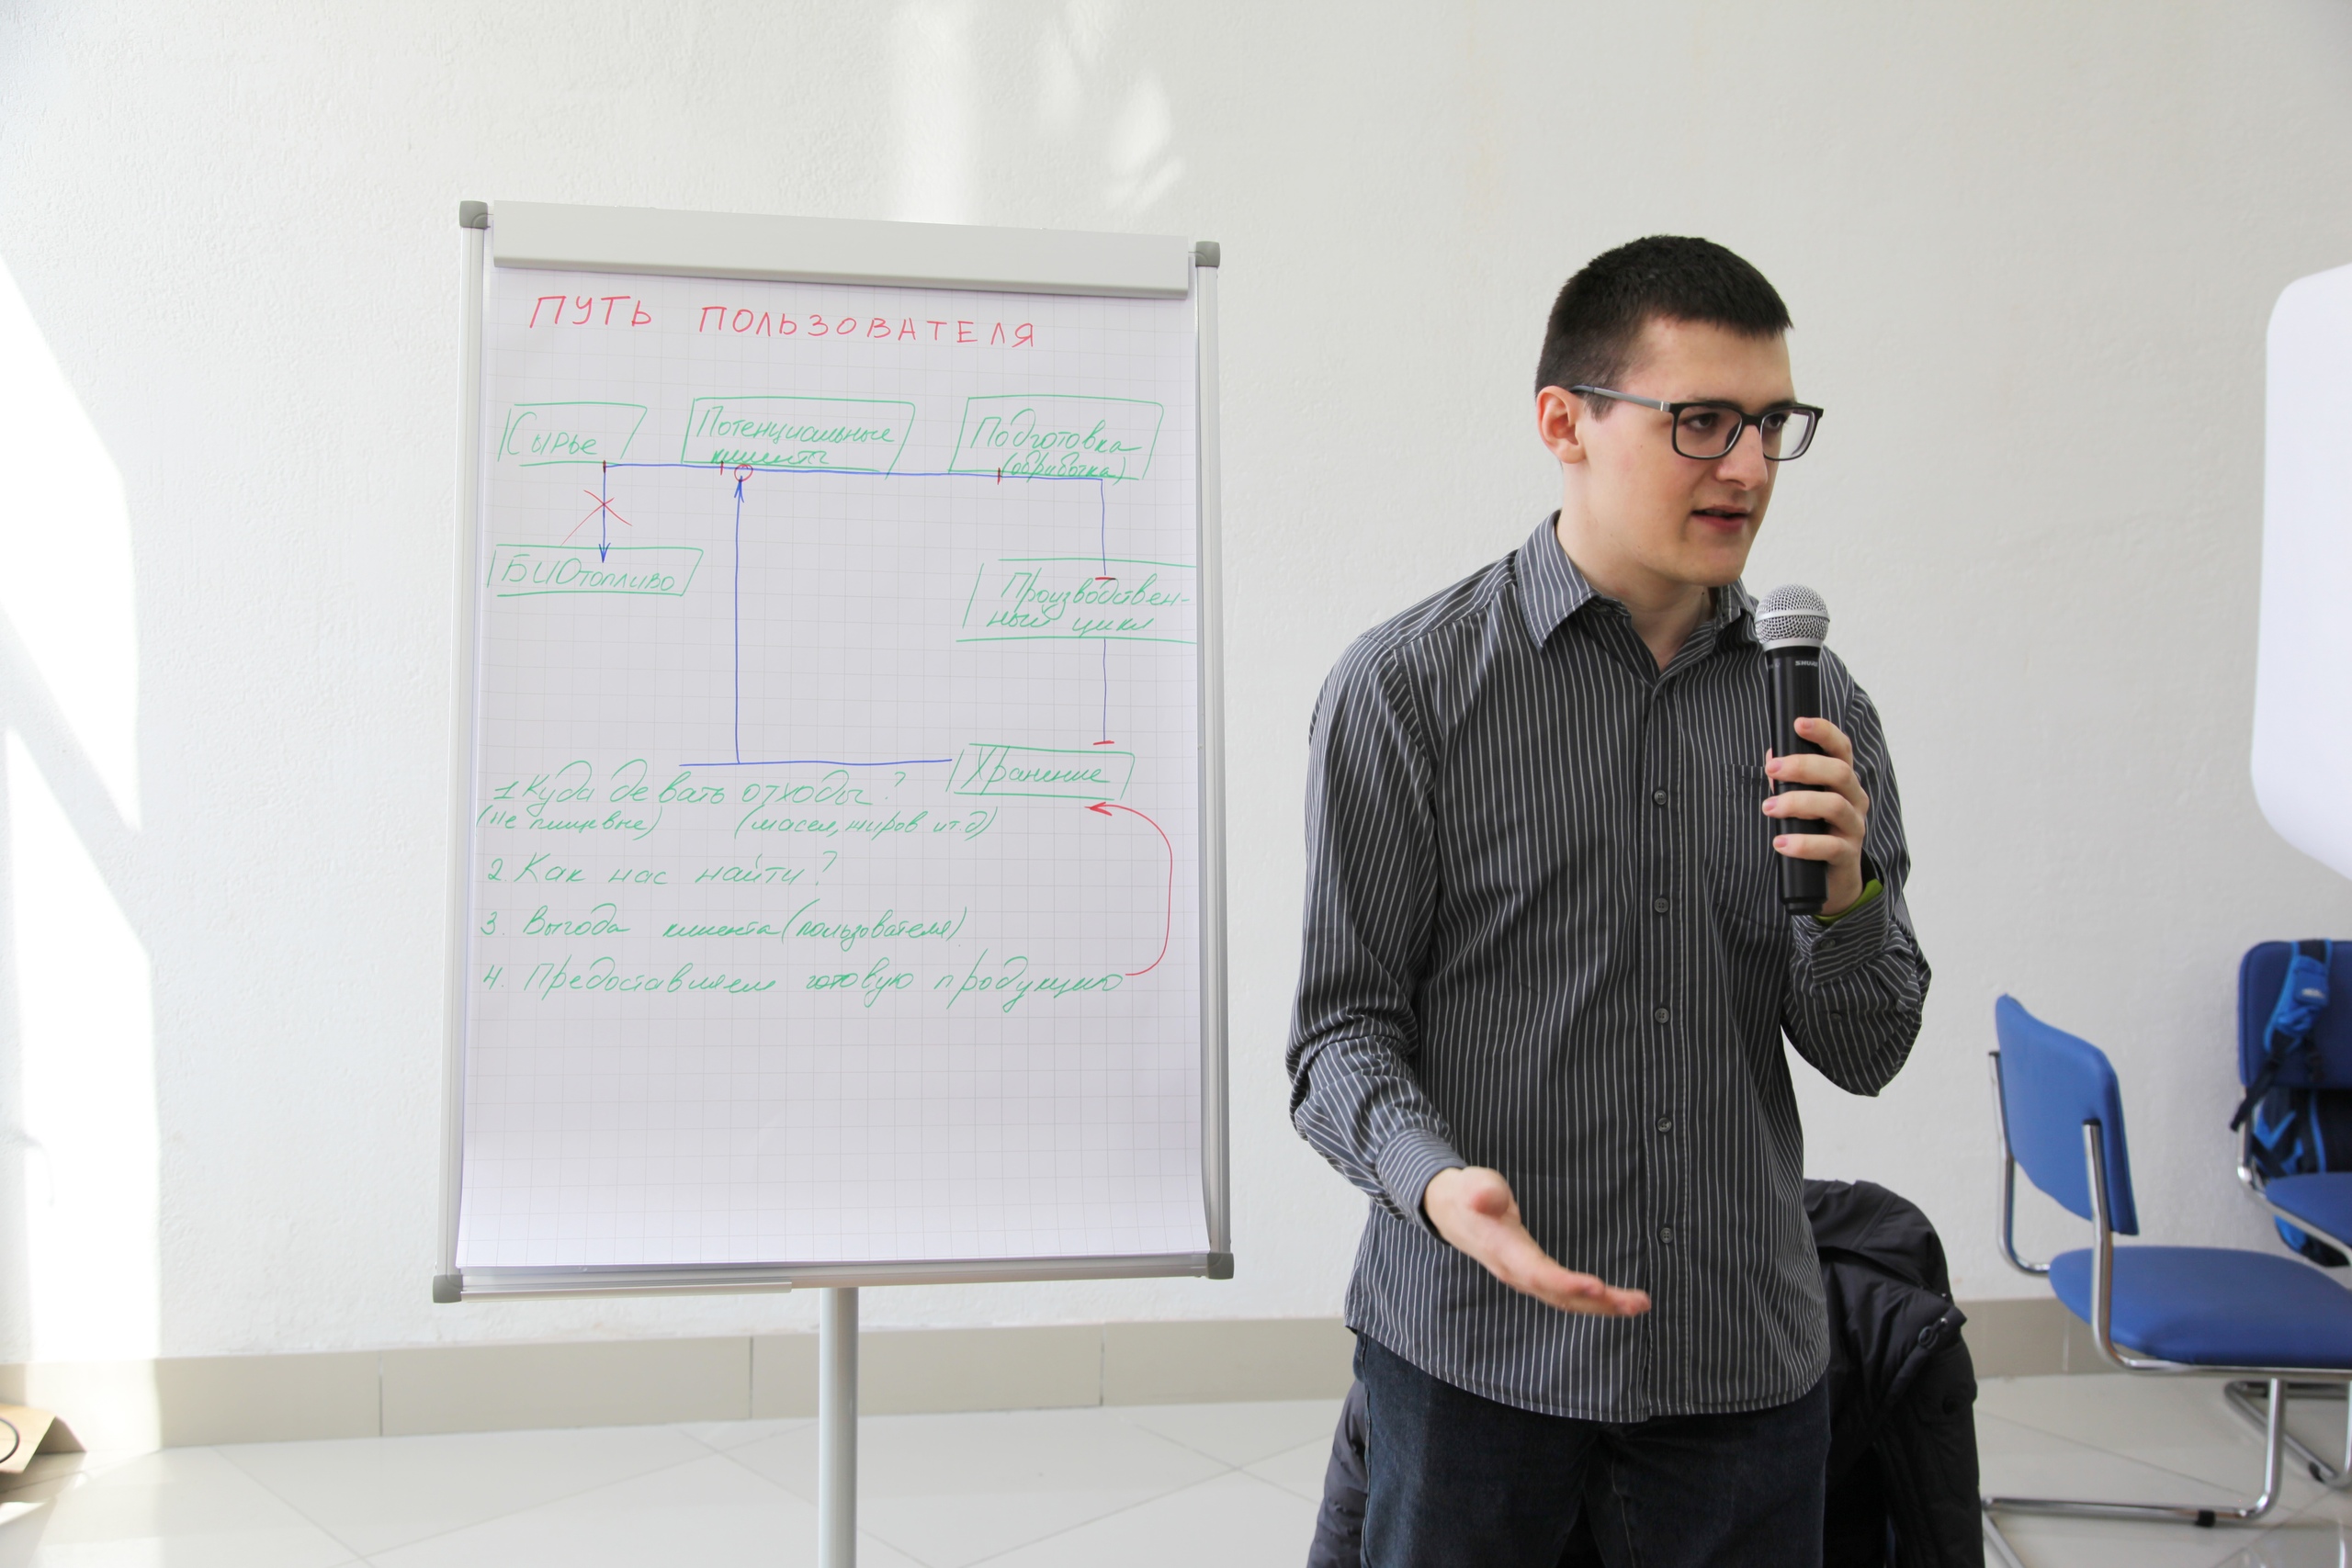 ПУТЬ ПОЛЬЗОВАТЕЛЯ
Сырье
Потенциальные
клиенты
Подготовка
(обработка)
БИОтопливо
Производствен-
ный цикл
Хранение
1 Куда девать отходы?
(не пищевые) (масел, жиров и т.д)
2. Как нас найти?
3. Выгода клиента (пользователя)
4. Предоставляем готовую продукцию
SHURE